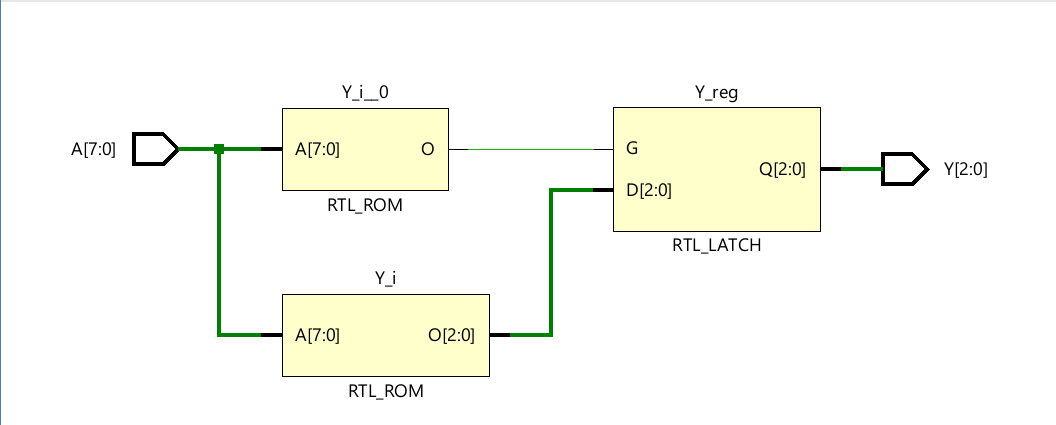 Y_i__0
Y_reg
A[7:0]
A[7:0]
O
G
D[2:0]
Q[2:0]
Y[2:0]
RTL_ROM
RTL_LATCH
Y_i
A[7:0]
O[2:0]
RTL_ROM